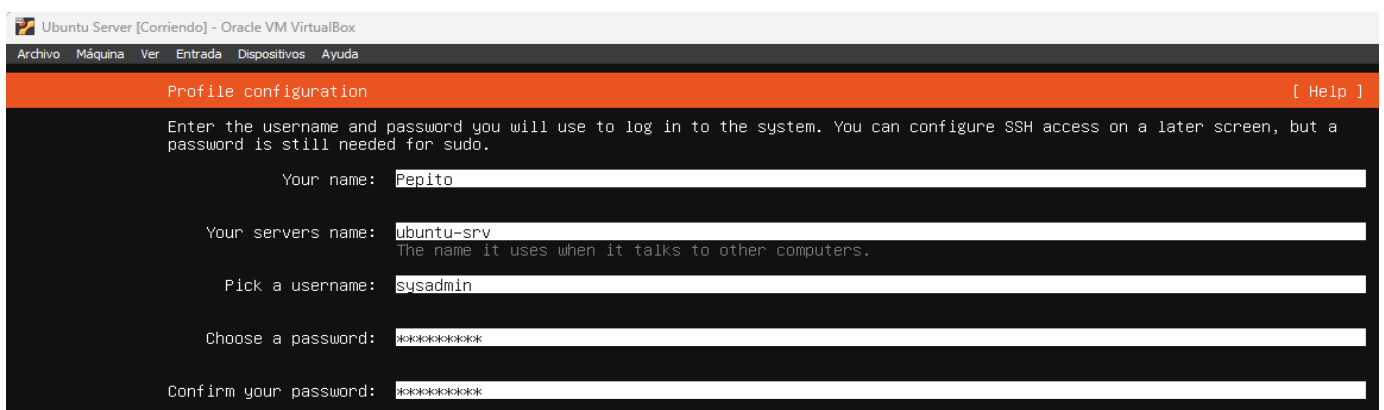 Ubuntu Server [Corriendo] - Oracle VM VirtualBox
Archivo Máquina Ver Entrada Dispositivos Ayuda
Profile configuration [ Help ]
Enter the username and password you will use to log in to the system. You can configure SSH access on a later screen, but a
password is still needed for sudo.
Your name: Pepito
Your servers name: ubuntu-srv
The name it uses when it talks to other computers.
Pick a username: sysadmin
Choose a password: *********
Confirm your password: *********